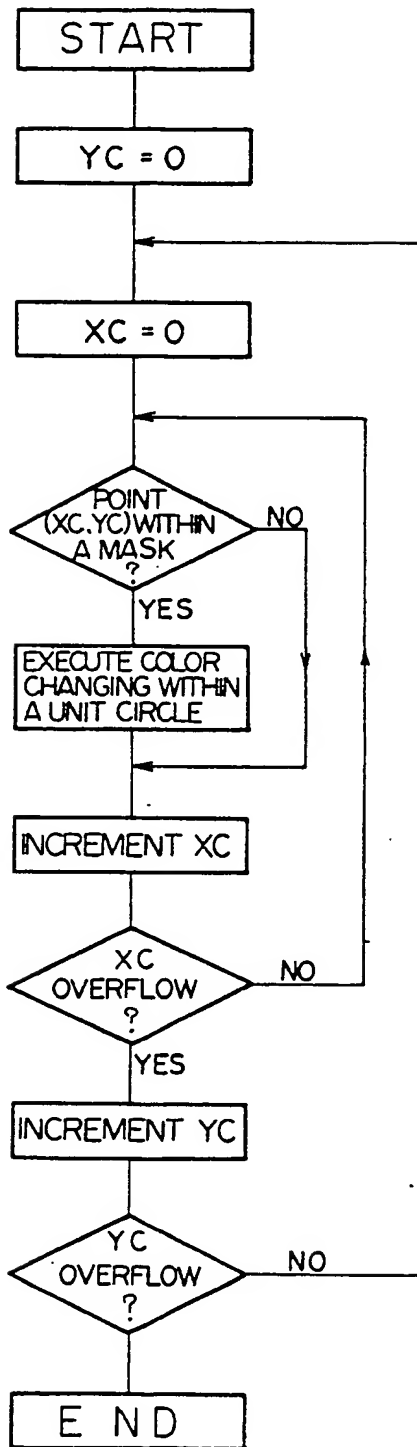 START
YC = 0
XC = 0
POINT
(XC.YC) WITHIN
A MASK
?
NO
YES
EXECUTE COLOR
CHANGING WITHIN
A UNIT CIRCLE
INCREMENT XC
XC
OVERFLOW
?
NO
YES
INCREMENT YC
YC
OVERFLOW
?
NO
END